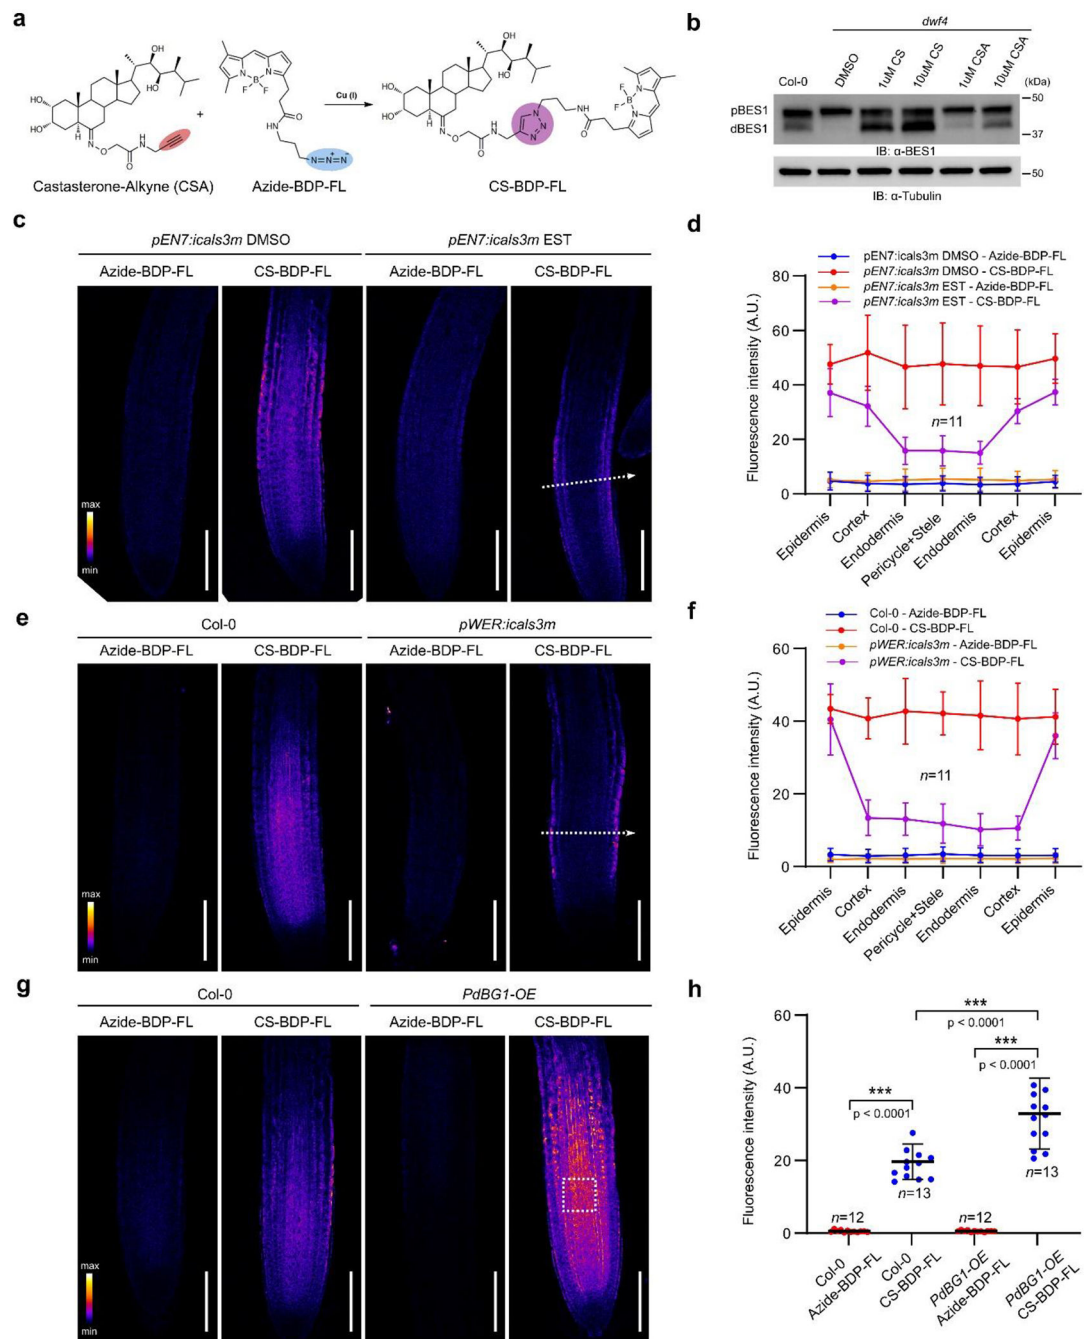 a
OH
OH
HO
HO
H
H
H
H
N
O
O
HN
N
N
B
F
F
O
HN
N=N=N
+
-
+
Cu (I)
OH
OH
HO
HO
H
H
H
H
N
O
O
HN
N
N
N
NH
O
F
B
F
N
N
Castasterone-Alkyne (CSA)
Azide-BDP-FL
CS-BDP-FL
b
dwf4
Col-0
DMSO
1uM CS
10uM CS
1uM CSA
10uM CSA
(kDa)
pBES1
50
dBES1
37
IB: α-BES1
50
IB: α-Tubulin
c
pEN7:icals3m DMSO
pEN7:icals3m EST
Azide-BDP-FL
CS-BDP-FL
Azide-BDP-FL
CS-BDP-FL
max
min
d
pEN7:icals3m DMSO - Azide-BDP-FL
pEN7:icals3m DMSO - CS-BDP-FL
pEN7:icals3m EST - Azide-BDP-FL
pEN7:icals3m EST - CS-BDP-FL
Fluorescence intensity (A.U.)
80
60
40
20
0
n=11
Epidermis
Cortex
Endodermis
Pericycle+Stele
Endodermis
Cortex
Epidermis
e
Col-0
pWER:icals3m
Azide-BDP-FL
CS-BDP-FL
Azide-BDP-FL
CS-BDP-FL
max
min
f
Col-0 - Azide-BDP-FL
Col-0 - CS-BDP-FL
pWER:icals3m - Azide-BDP-FL
pWER:icals3m - CS-BDP-FL
Fluorescence intensity (A.U.)
60
40
20
0
n=11
Epidermis
Cortex
Endodermis
Pericycle+Stele
Endodermis
Cortex
Epidermis
g
Col-0
PdBG1-OE
Azide-BDP-FL
CS-BDP-FL
Azide-BDP-FL
CS-BDP-FL
max
min
h
Fluorescence intensity (A.U.)
60
40
20
0
***
p < 0.0001
***
p < 0.0001
***
p < 0.0001
n=12
n=13
n=12
n=13
Col-0
Azide-BDP-FL
Col-0
CS-BDP-FL
PdBG1-OE
Azide-BDP-FL
PdBG1-OE
CS-BDP-FL